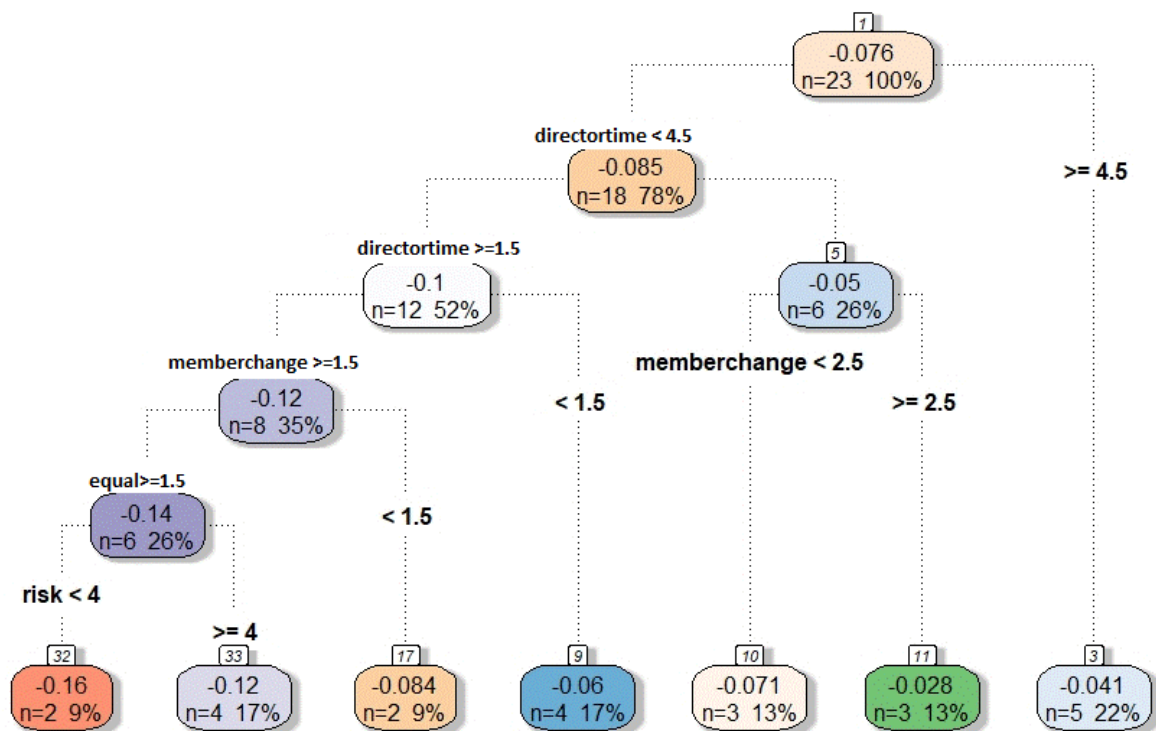 1
-0.076
n=23 100%
directortime < 4.5
>= 4.5
-0.085
n=18 78%
directortime >=1.5
5
-0.1
n=12 52%
-0.05
n=6 26%
memberchange >=1.5
memberchange < 2.5
-0.12
n=8 35%
< 1.5
>= 2.5
equal>=1.5
-0.14
n=6 26%
< 1.5
risk < 4
>= 4
32
33
17
9
10
11
3
-0.16
n=2 9%
-0.12
n=4 17%
-0.084
n=2 9%
-0.06
n=4 17%
-0.071
n=3 13%
-0.028
n=3 13%
-0.041
n=5 22%